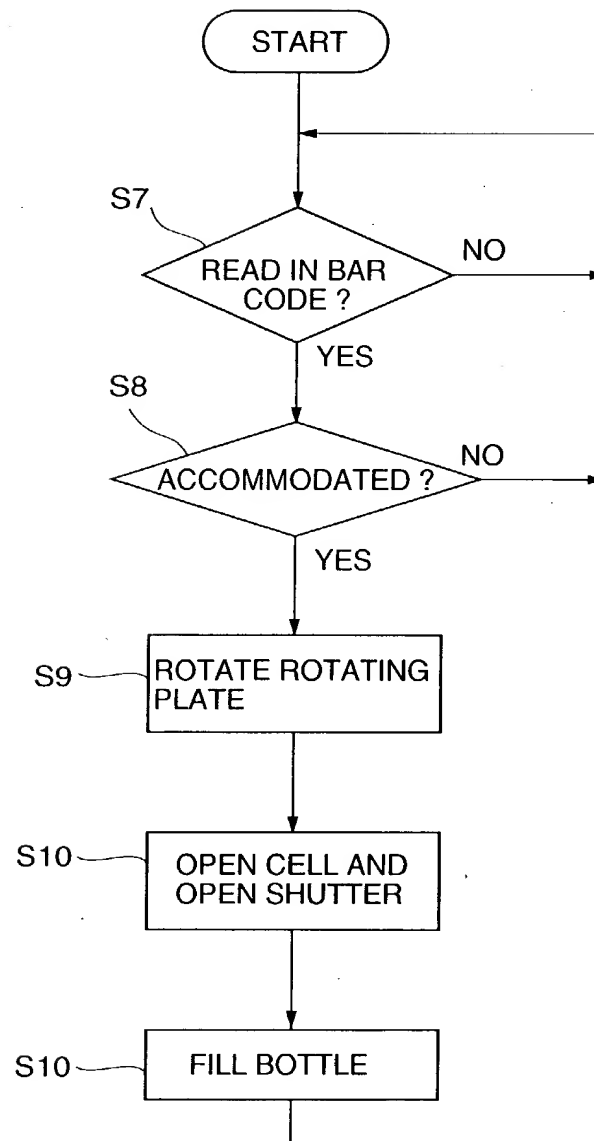 START
S7
READ IN BAR
CODE ?
NO
YES
S8
ACCOMMODATED ?
NO
YES
S9
ROTATE ROTATING
PLATE
S10
OPEN CELL AND
OPEN SHUTTER
S10
FILL BOTTLE